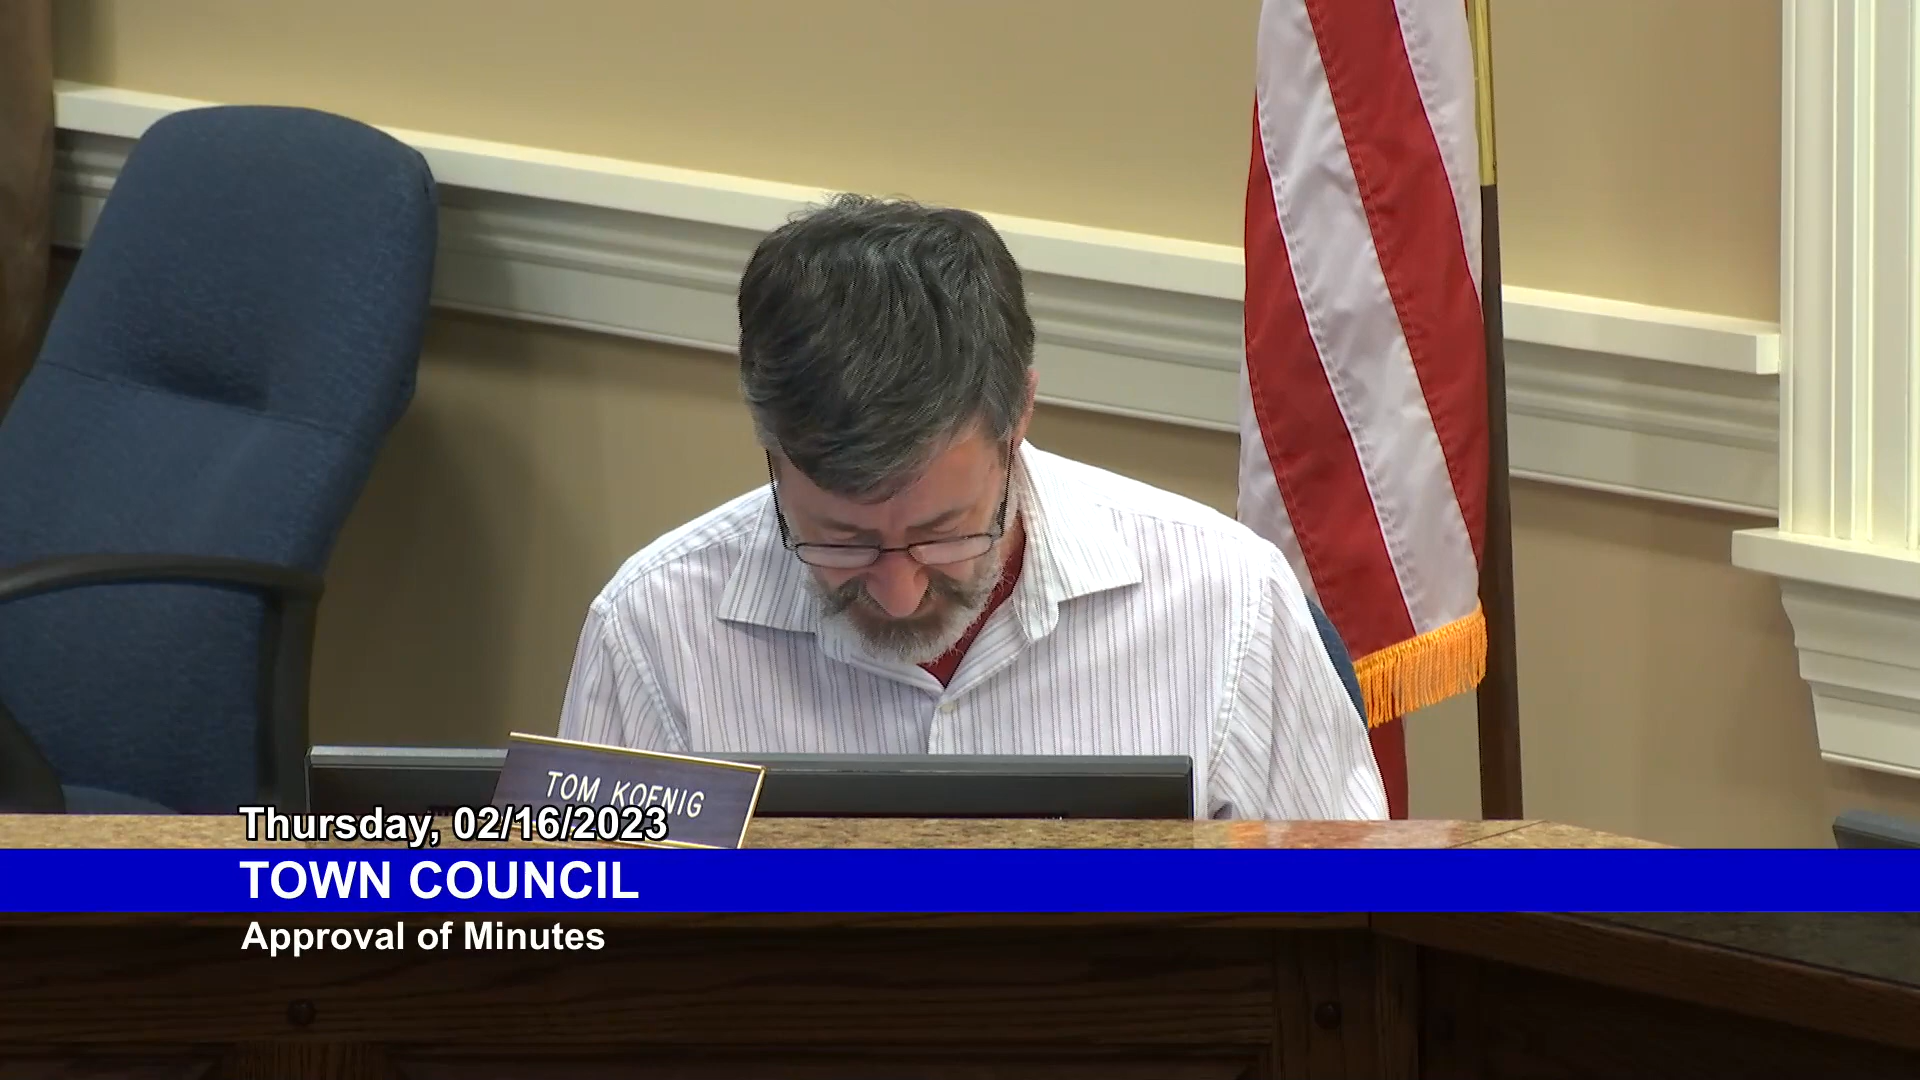 TOM KOENIG
Thursday, 02/16/2023
TOWN COUNCIL
Approval of Minutes